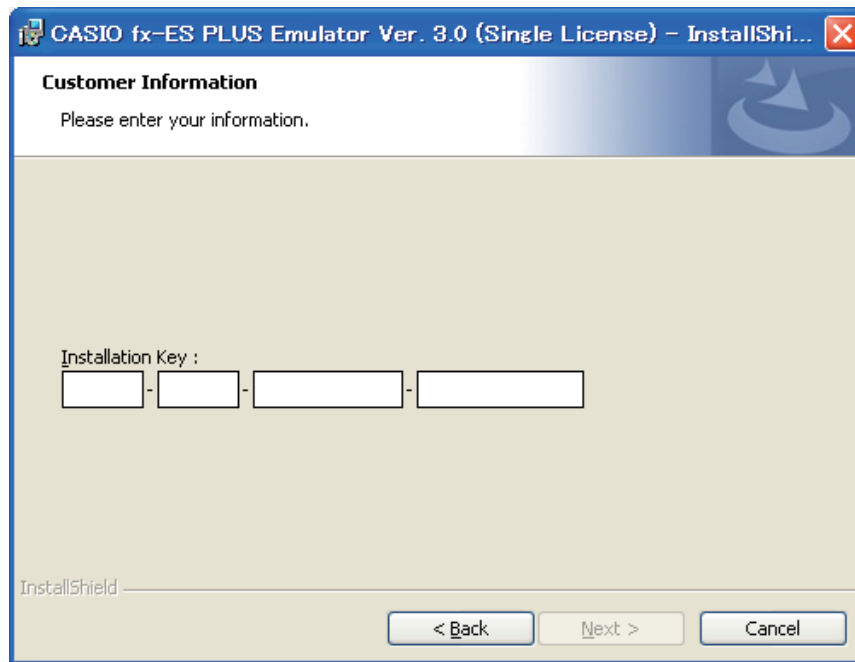 CASIO fx-ES PLUS Emulator Ver. 3.0 (Single License) - InstallShi...
Customer Information
Please enter your information.
Installation Key :
- - -
InstallShield
< Back Next > Cancel